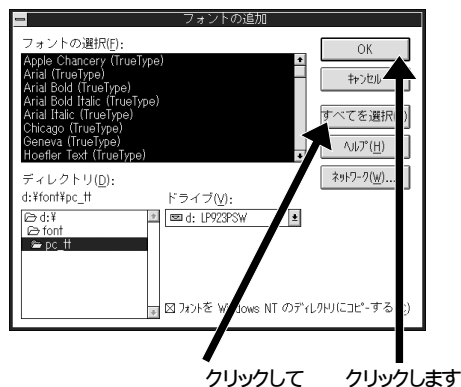 フォントの追加
フォントの選択(F):
Apple Chancery (TrueType)
Arial (TrueType)
Arial Bold (TrueType)
Arial Bold Italic (TrueType)
Arial Italic (TrueType)
Chicago (TrueType)
Geneva (TrueType)
Hoefler Text (TrueType)
OK
キャンセル
すべてを選択
ヘルプ(H)
ネットワーク(W)...
ディレクトリ(D):
d:¥font¥pc_tt
d:¥
font
pc_tt
ドライブ(V):
d: LP923PSW
フォントを Windows NT のディレクトリにコピーする
クリックして
クリックします